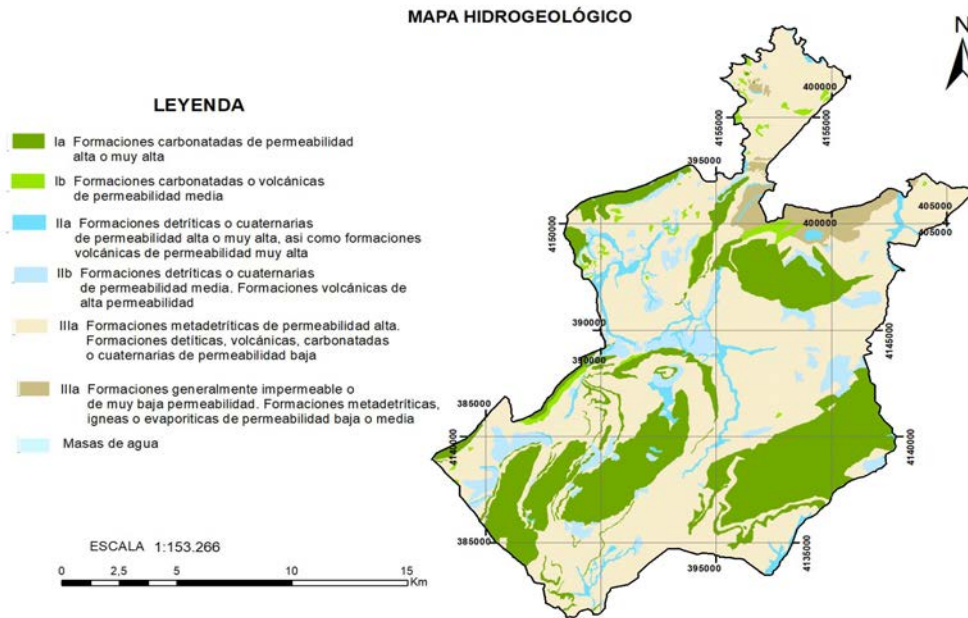 MAPA HIDROGEOLÓGICO
N
LEYENDA
Ia Formaciones carbonatadas de permeabilidad
alta o muy alta
Ib Formaciones carbonatadas o volcánicas
de permeabilidad media
IIa Formaciones detríticas o cuaternarias
de permeabilidad alta o muy alta, asi como formaciones
volcánicas de permeabilidad muy alta
IIb Formaciones detríticas o cuaternarias
de permeabilidad media. Formaciones volcánicas de
alta permeabilidad
IIIa Formaciones metadetríticas de permeabilidad alta.
Formaciones detíticas, volcánicas, carbonatadas
o cuaternarias de permeabilidad baja
IIIa Formaciones generalmente impermeable o
de muy baja permeabilidad. Formaciones metadetríticas,
igneas o evaporíticas de permeabilidad baja o media
Masas de agua
ESCALA 1:153.266
0 2,5 5 10 15
Km
400000
4155000
4155000
395000
405000
405000
4150000
400000
390000
4145000
390000
385000
4140000
4140000
385000
395000
4135000